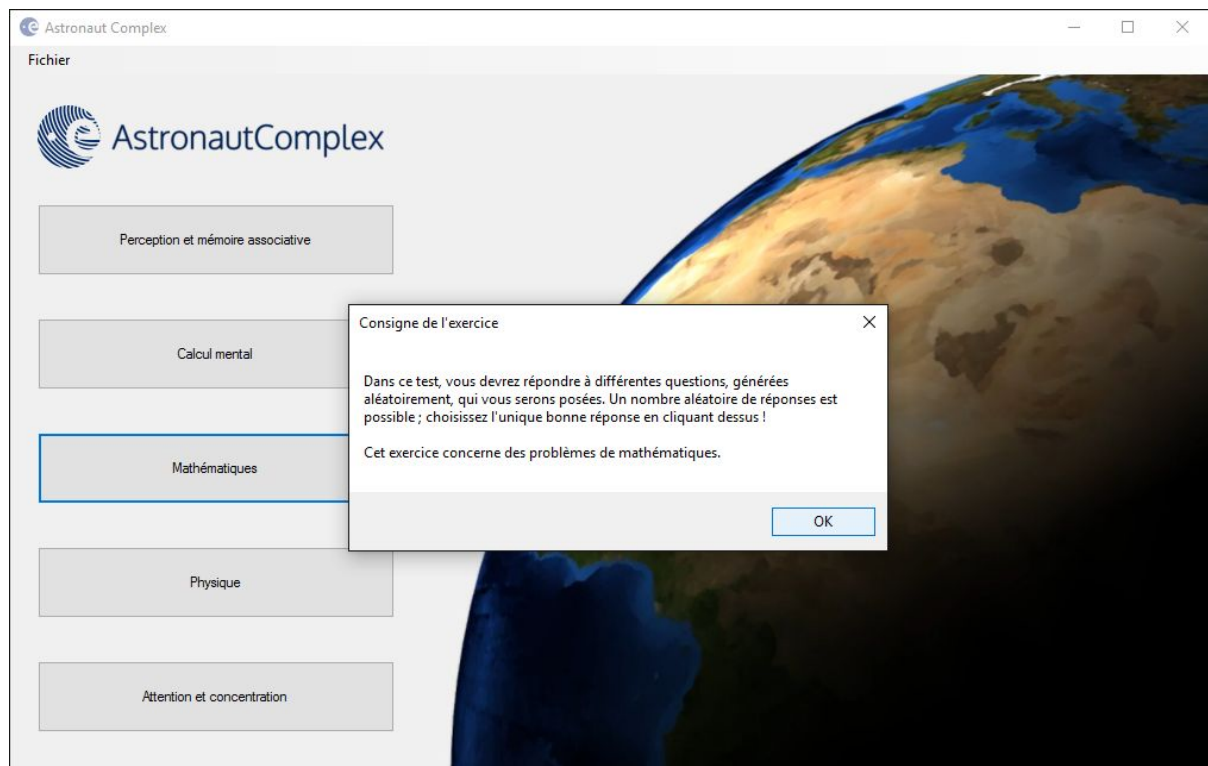 Astronaut Complex
Fichier
AstronautComplex
Perception et mémoire associative
Calcul mental
Mathématiques
Physique
Attention et concentration
Consigne de l'exercice
Dans ce test, vous devrez répondre à différentes questions, générées
aléatoirement, qui vous serons posées. Un nombre aléatoire de réponses est
possible ; choisissez l'unique bonne réponse en cliquant dessus !
Cet exercice concerne des problèmes de mathématiques.
OK